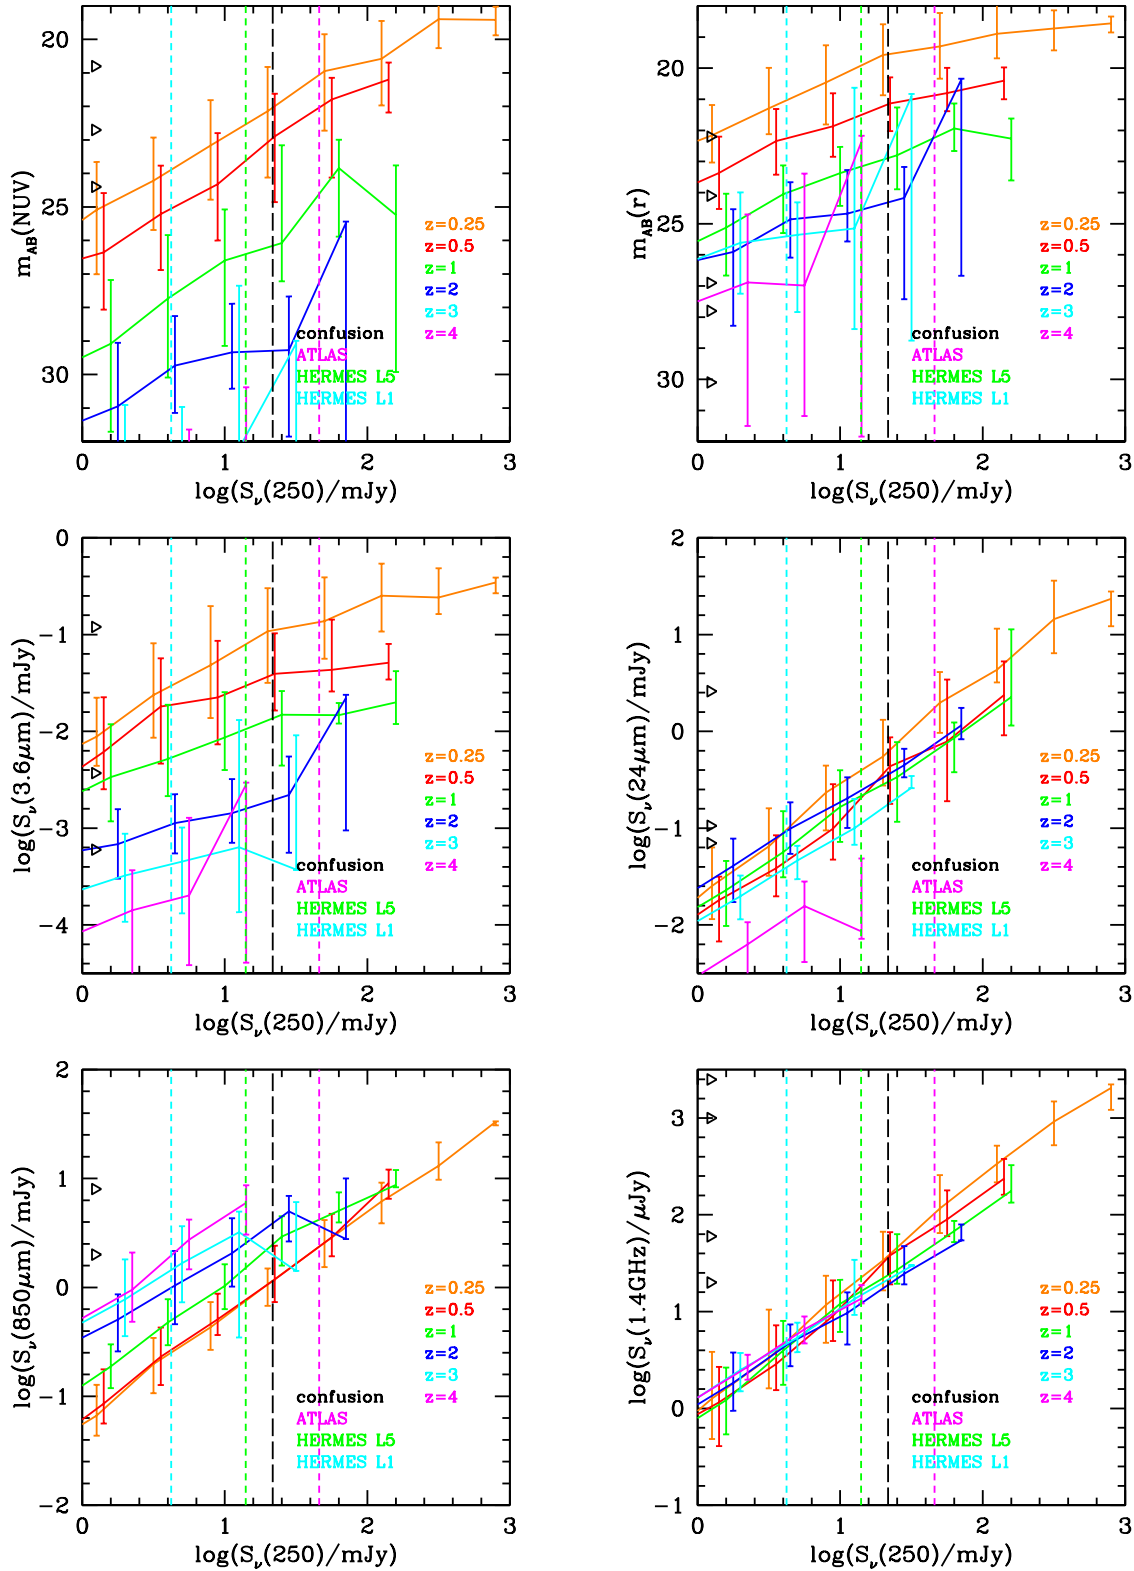 20
25
30
m_AB(NUV)
z=0.25
z=0.5
z=1
z=2
z=3
z=4
confusion
ATLAS
HERMES L5
HERMES L1
0 1 2 3
log(S_ν(250)/mJy)
20
25
30
m_AB(r)
z=0.25
z=0.5
z=1
z=2
z=3
z=4
confusion
ATLAS
HERMES L5
HERMES L1
0 1 2 3
log(S_ν(250)/mJy)
0
−1
−2
−3
−4
log(S_ν(3.6μm)/mJy)
z=0.25
z=0.5
z=1
z=2
z=3
z=4
confusion
ATLAS
HERMES L5
HERMES L1
0 1 2 3
log(S_ν(250)/mJy)
2
1
0
−1
−2
log(S_ν(24μm)/mJy)
z=0.25
z=0.5
z=1
z=2
z=3
z=4
confusion
ATLAS
HERMES L5
HERMES L1
0 1 2 3
log(S_ν(250)/mJy)
2
1
0
−1
−2
log(S_ν(850μm)/mJy)
z=0.25
z=0.5
z=1
z=2
z=3
z=4
confusion
ATLAS
HERMES L5
HERMES L1
0 1 2 3
log(S_ν(250)/mJy)
3
2
1
0
−1
log(S_ν(1.4GHz)/μJy)
z=0.25
z=0.5
z=1
z=2
z=3
z=4
confusion
ATLAS
HERMES L5
HERMES L1
0 1 2 3
log(S_ν(250)/mJy)